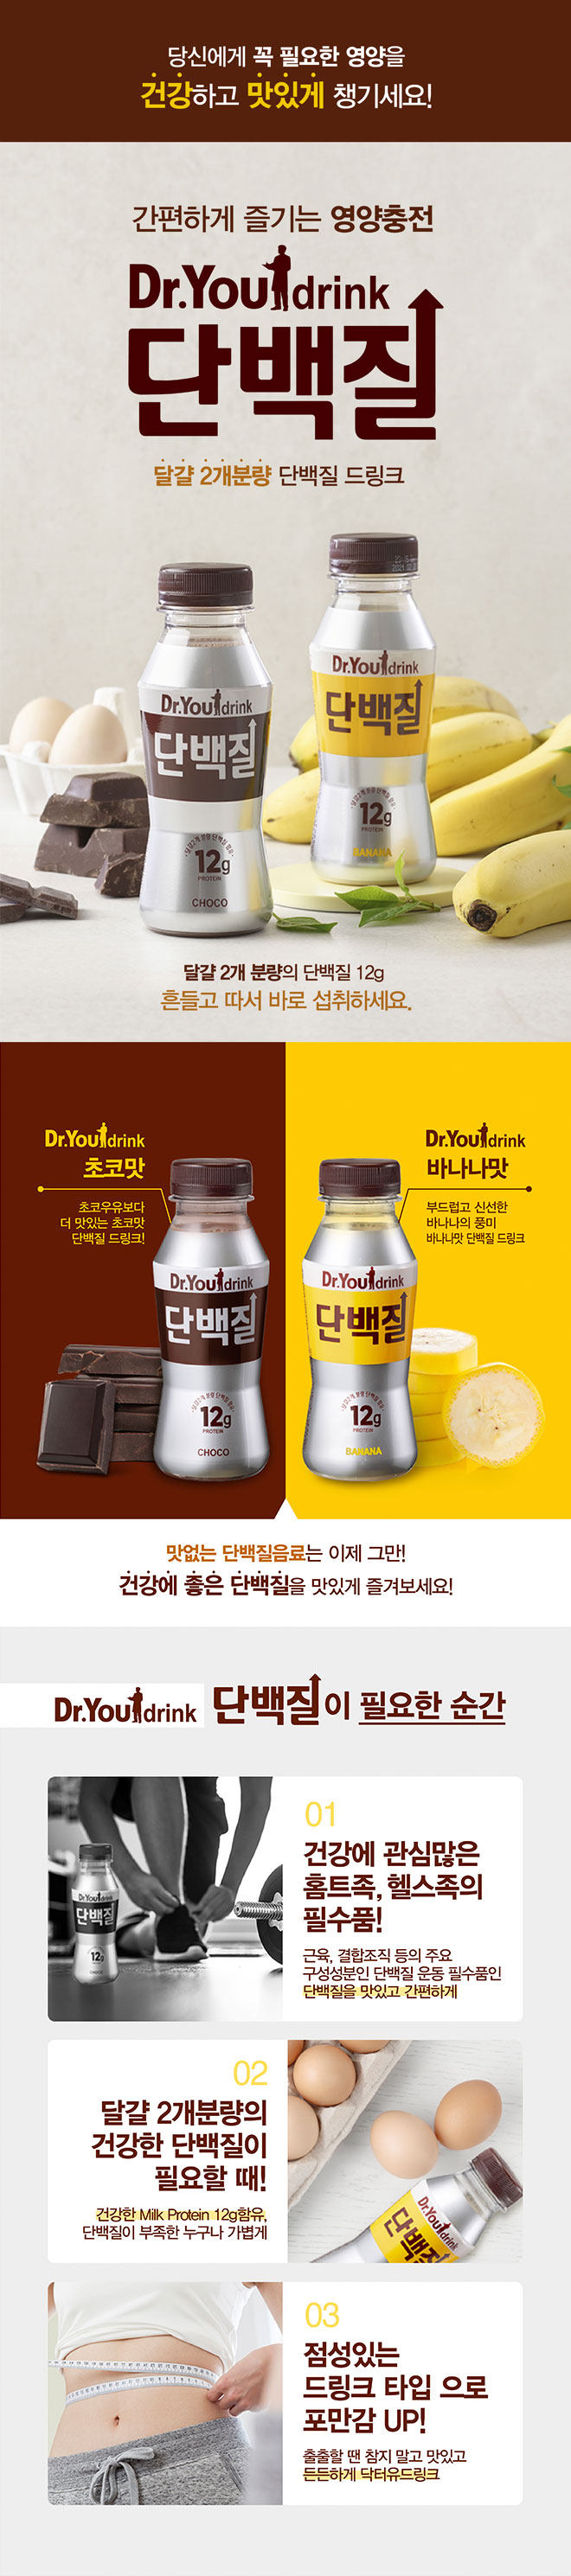 당신에게 꼭 필요한 영양을
건강하고 맛있게 챙기세요!
간편하게 즐기는 영양충전
Dr.You drink
단백질
달걀 2개분량 단백질 드링크
Dr.You drink
단백질
12g
PROTEIN
CHOCO
Dr.You drink
단백질
12g
PROTEIN
BANANA
달걀 2개 분량의 단백질 12g
흔들고 따서 바로 섭취하세요.
Dr.You drink
초코맛
초코우유보다
더 맛있는 초코맛
단백질 드링크!
Dr.You drink
바나나맛
부드럽고 신선한
바나나의 풍미
바나나맛 단백질 드링크
Dr.You drink
단백질
12g
PROTEIN
CHOCO
Dr.You drink
단백질
12g
PROTEIN
BANANA
맛없는 단백질음료는 이제 그만!
건강에 좋은 단백질을 맛있게 즐겨보세요!
Dr.You drink 단백질이 필요한 순간
Dr.You drink
단백질
12g
01
건강에 관심많은
홈트족, 헬스족의
필수품!
근육, 결합조직 등의 주요
구성성분인 단백질 운동 필수품인
단백질을 맛있고 간편하게
02
달걀 2개분량의
건강한 단백질이
필요할 때!
건강한 Milk Protein 12g함유,
단백질이 부족한 누구나 가볍게
Dr.You drink
단백질
03
점성있는
드링크 타입 으로
포만감 UP!
출출할 땐 참지 말고 맛있고
든든하게 닥터유드링크